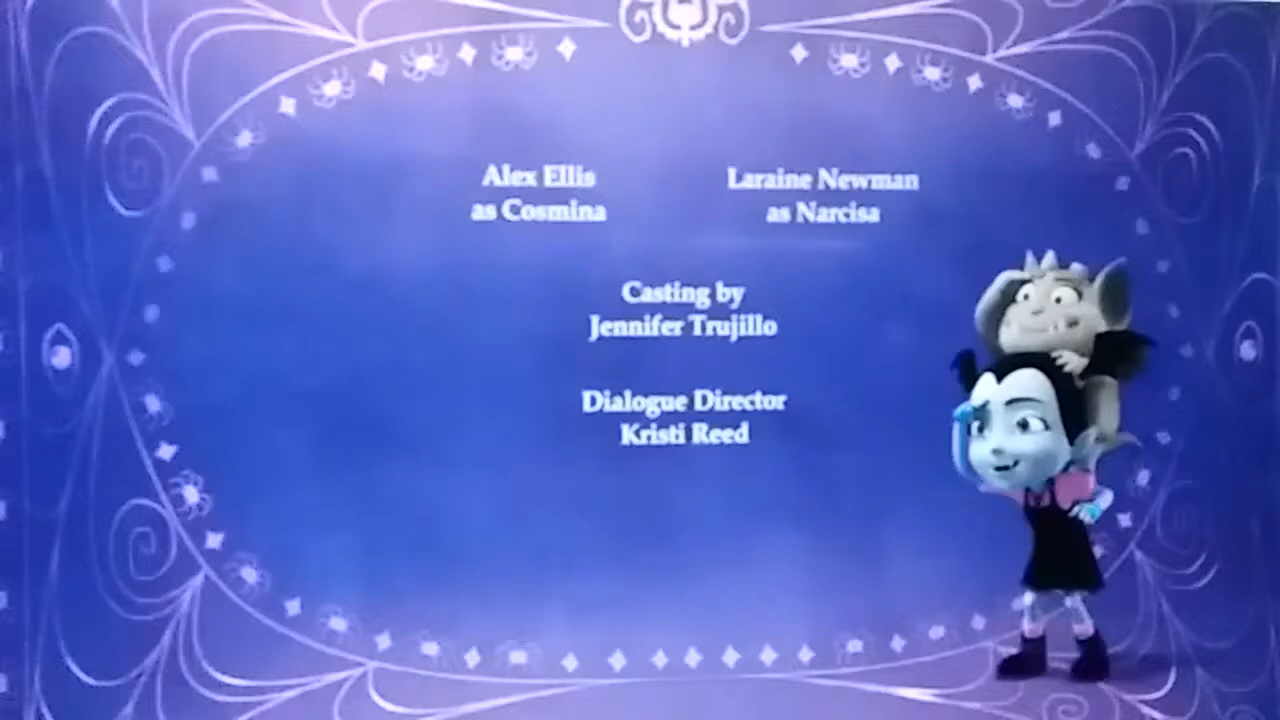 Alex Ellis
as Cosmina
Laraine Newman
as Narcisa
Casting by
Jennifer Trujillo
Dialogue Director
Kristi Reed